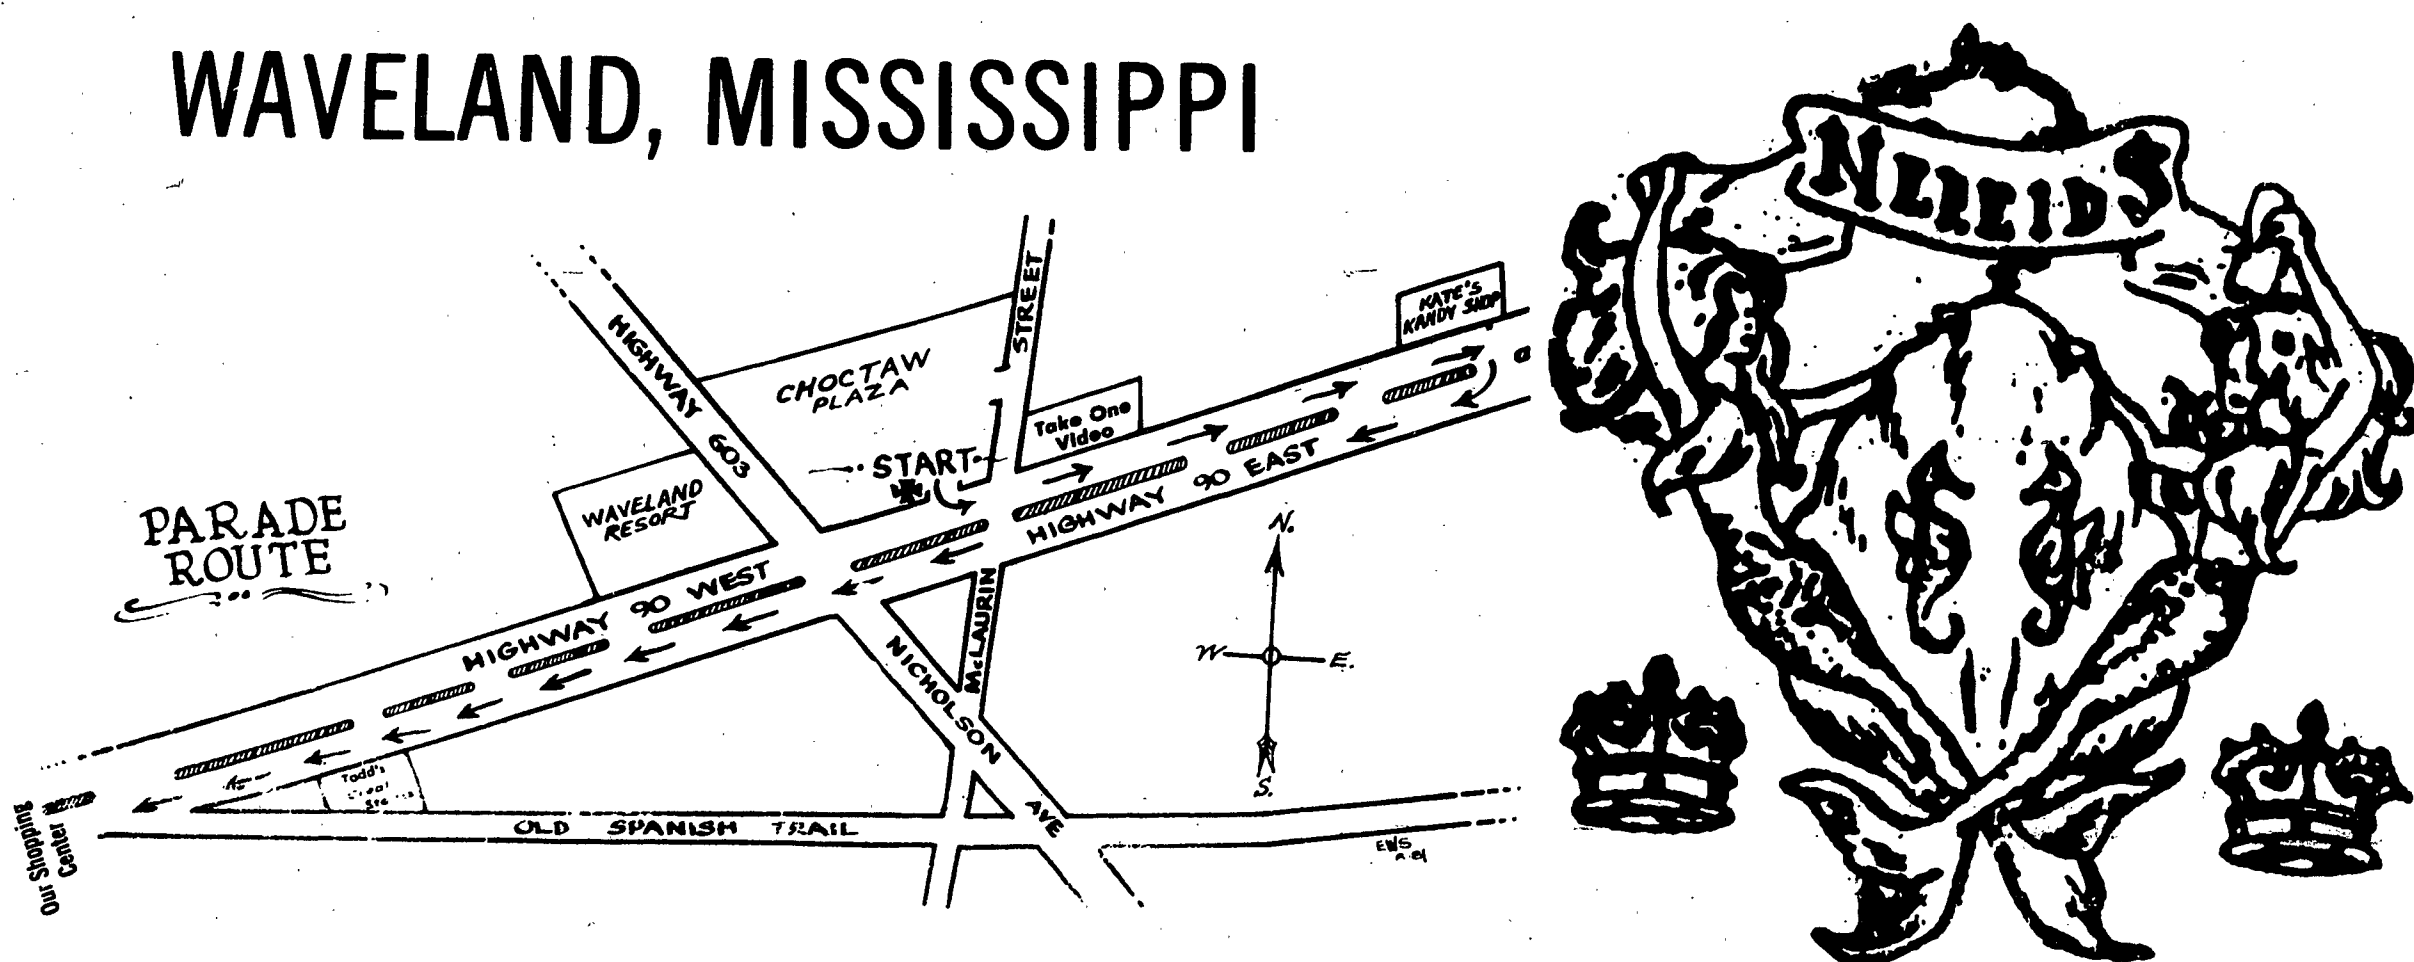 WAVELAND, MISSISSIPPI
NEREIDS
STREET
KATE'S
KANDY SHOP
HIGHWAY 603
CHOCTAW
PLAZA
Take One
Video
START
WAVELAND
RESORT
PARADE
ROUTE
HIGHWAY 90 EAST
N.
HIGHWAY 90 WEST
McLAURIN
NICHOLSON
AVE
W
E.
S.
Todd's
Our Shopping
Center
OLD SPANISH TRAIL
EWS